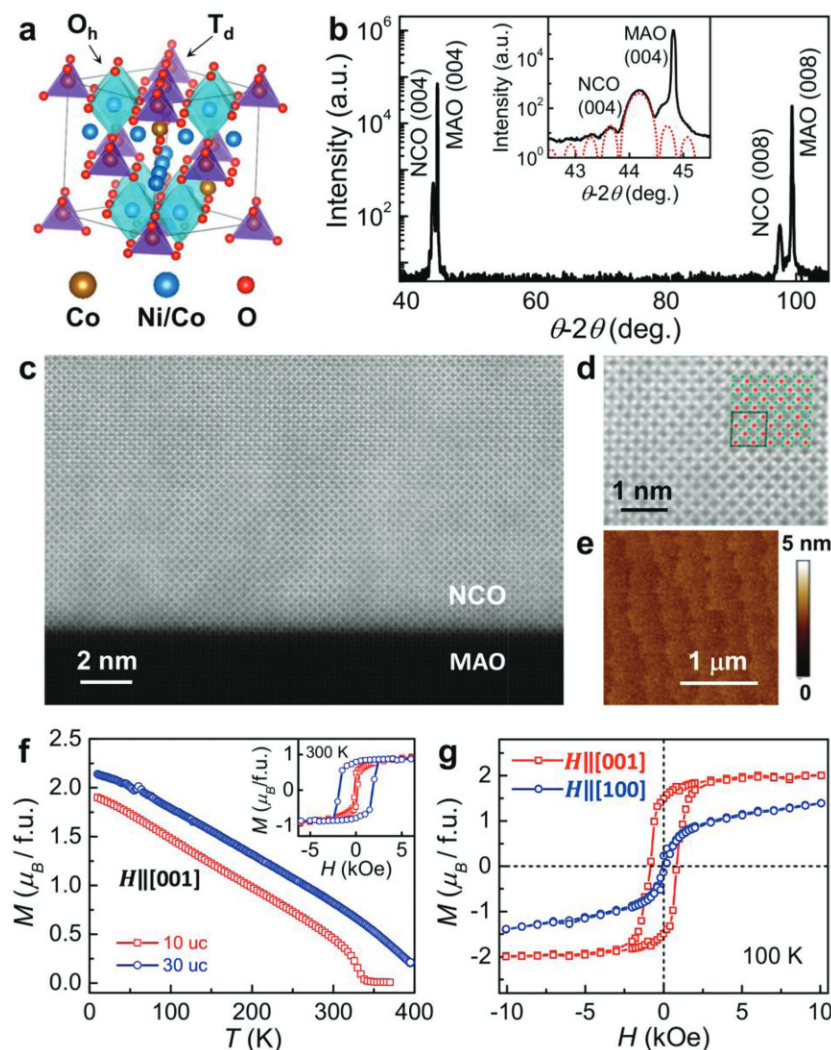 a
O_h
T_d
Co
Ni/Co
O
b
Intensity (a.u.)
10^6
10^4
10^2
NCO (004)
MAO (004)
NCO (008)
MAO (008)
40
60
80
100
θ-2θ (deg.)
Intensity (a.u.)
10^4
10^2
10^0
NCO
(004)
MAO
(004)
43
44
45
θ-2θ (deg.)
c
NCO
MAO
2 nm
d
1 nm
e
1 μm
5 nm
0
f
M (μ_B / f.u.)
2.5
2.0
1.5
1.0
0.5
0.0
H||[001]
10 uc
30 uc
0
100
200
300
400
T (K)
300 K
M (μ_B/f.u.)
1
0
-1
-5
0
5
H (kOe)
g
M (μ_B / f.u.)
H||[001]
H||[100]
2
1
0
-1
-2
100 K
-10
-5
0
5
10
H (kOe)